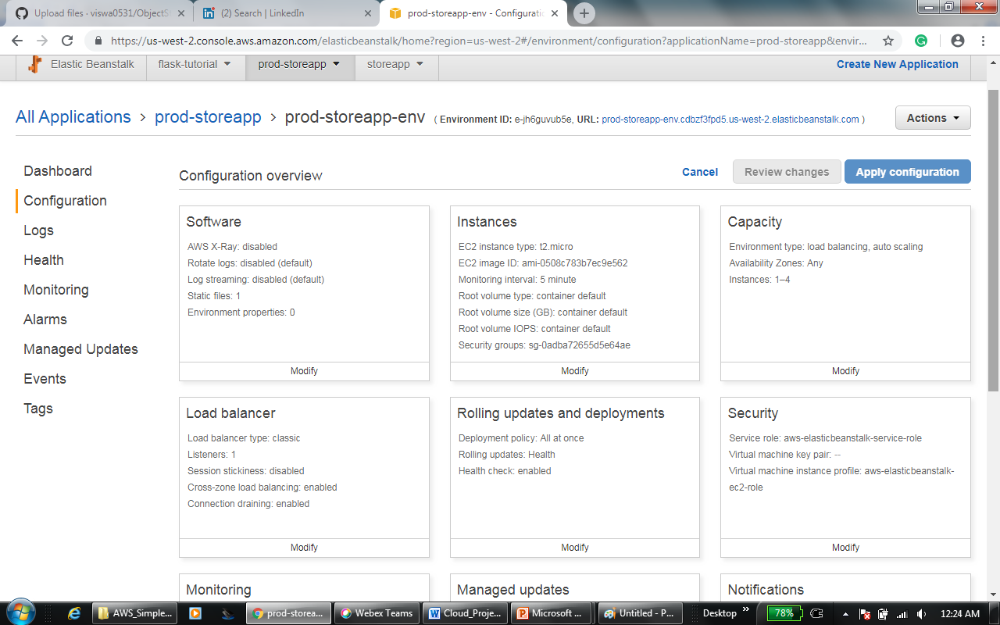 Upload files · viswa0531/ObjectSt
(2) Search | LinkedIn
prod-storeapp-env - Configuratio
https://us-west-2.console.aws.amazon.com/elasticbeanstalk/home?region=us-west-2#/environment/configuration?applicationName=prod-storeapp&envir...
Elastic Beanstalk
flask-tutorial
prod-storeapp
storeapp
Create New Application
All Applications > prod-storeapp > prod-storeapp-env ( Environment ID: e-jh6guvub5e, URL: prod-storeapp-env.cdbzf3fpd5.us-west-2.elasticbeanstalk.com )
Actions
Dashboard
Configuration
Logs
Health
Monitoring
Alarms
Managed Updates
Events
Tags
Configuration overview
Cancel
Review changes
Apply configuration
Software
AWS X-Ray: disabled
Rotate logs: disabled (default)
Log streaming: disabled (default)
Static files: 1
Environment properties: 0
Modify
Instances
EC2 instance type: t2.micro
EC2 image ID: ami-0508c783b7ec9e562
Monitoring interval: 5 minute
Root volume type: container default
Root volume size (GB): container default
Root volume IOPS: container default
Security groups: sg-0adba72655d5e64ae
Modify
Capacity
Environment type: load balancing, auto scaling
Availability Zones: Any
Instances: 1–4
Modify
Load balancer
Load balancer type: classic
Listeners: 1
Session stickiness: disabled
Cross-zone load balancing: enabled
Connection draining: enabled
Modify
Rolling updates and deployments
Deployment policy: All at once
Rolling updates: Health
Health check: enabled
Modify
Security
Service role: aws-elasticbeanstalk-service-role
Virtual machine key pair: --
Virtual machine instance profile: aws-elasticbeanstalk-
ec2-role
Modify
Monitoring
Managed updates
Notifications
AWS_Simple...
prod-storea...
Webex Teams
Cloud_Proje...
Microsoft ...
Untitled - P...
Desktop
78%
12:24 AM